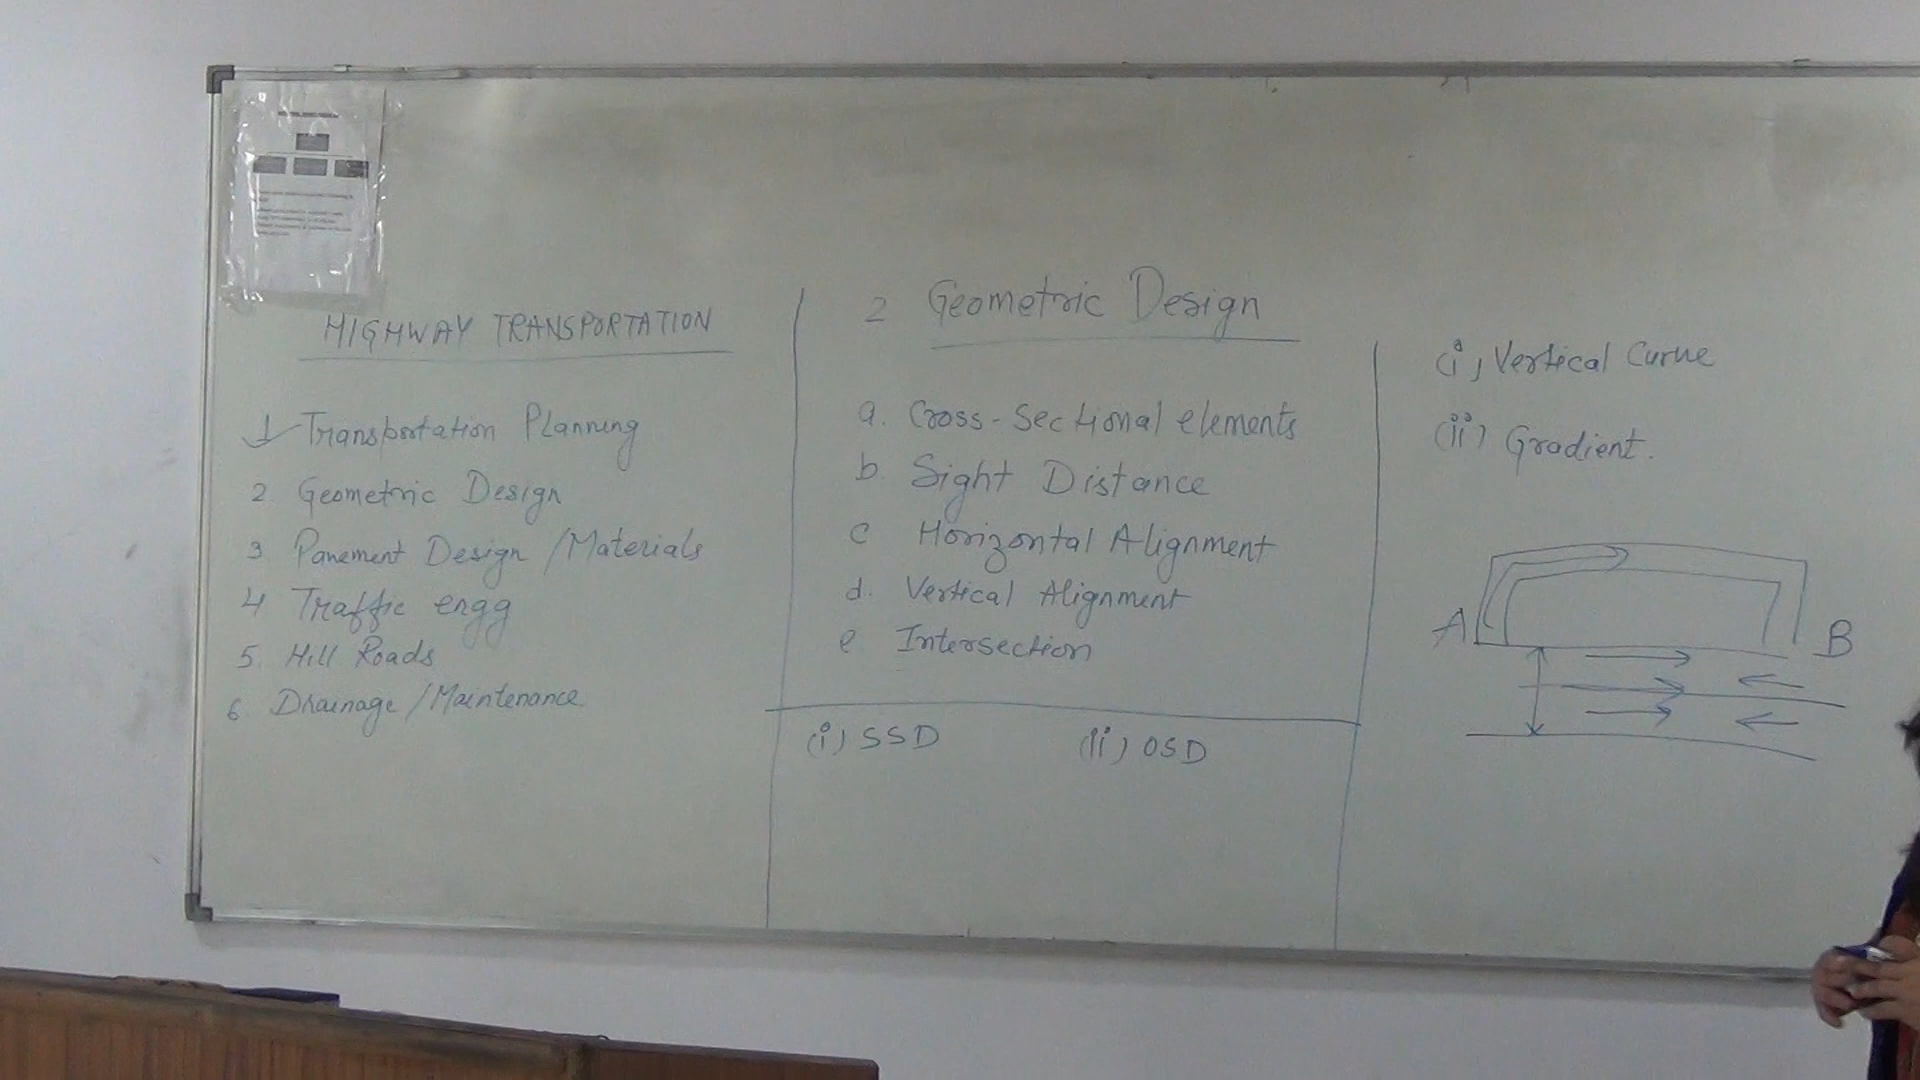 HIGHWAY TRANSPORTATION
1 Transportation Planning
2 Geometric Design
3 Pavement Design / Materials
4 Traffic engg
5. Hill Roads
6 Drainage / Maintenance
2 Geometric Design
a. Cross-Sectional elements
b. Sight Distance
c Horizontal Alignment
d. Vertical Alignment
e Intersection
(i) SSD (ii) OSD
(i) Vertical Curve
(ii) Gradient.
A B